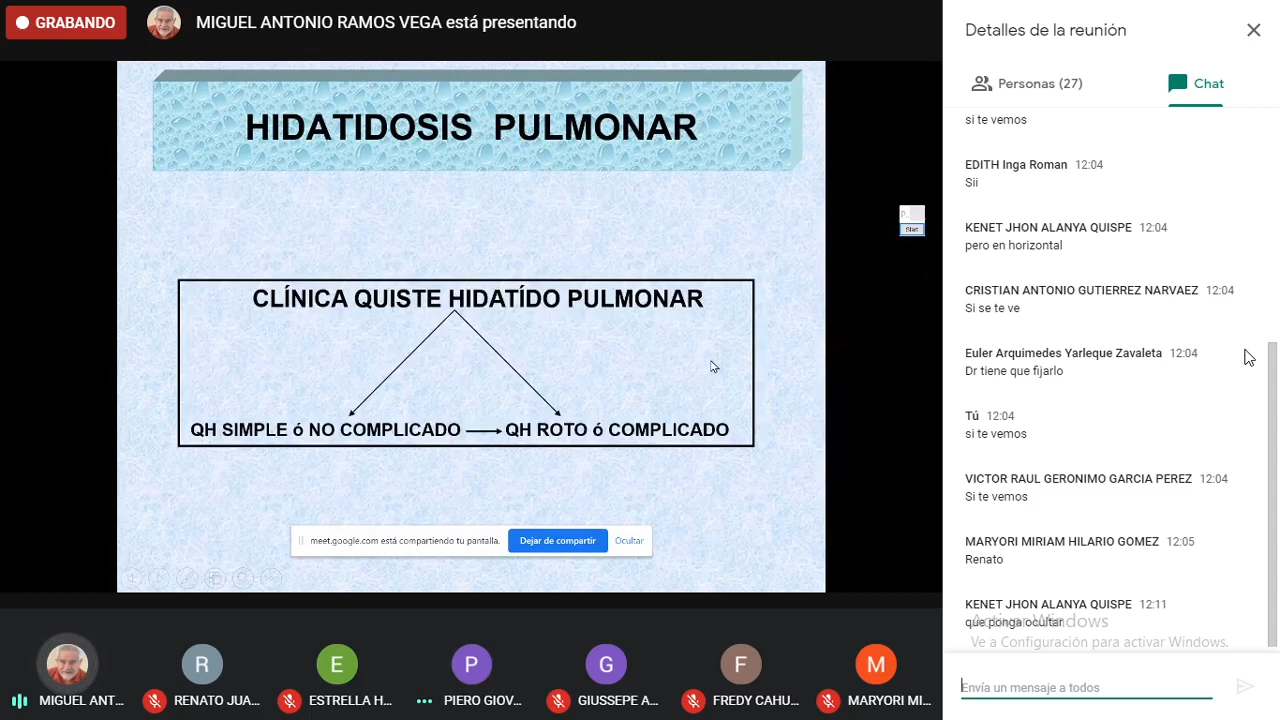 GRABANDO
MIGUEL ANTONIO RAMOS VEGA está presentando
HIDATIDOSIS PULMONAR
CLÍNICA QUISTE HIDATÍDO PULMONAR
QH SIMPLE ó NO COMPLICADO
QH ROTO ó COMPLICADO
meet.google.com está compartiendo tu pantalla.
Dejar de compartir
Ocultar
MIGUEL ANT...
R
RENATO JUA...
E
ESTRELLA H...
P
PIERO GIOV...
G
GIUSSEPE A...
F
FREDY CAHU...
M
MARYORI MI...
Detalles de la reunión
Personas (27)
Chat
si te vemos
EDITH Inga Roman 12:04
Sii
KENET JHON ALANYA QUISPE 12:04
pero en horizontal
CRISTIAN ANTONIO GUTIERREZ NARVAEZ 12:04
Si se te ve
Euler Arquimedes Yarleque Zavaleta 12:04
Dr tiene que fijarlo
Tú 12:04
si te vemos
VICTOR RAUL GERONIMO GARCIA PEREZ 12:04
Si te vemos
MARYORI MIRIAM HILARIO GOMEZ 12:05
Renato
KENET JHON ALANYA QUISPE 12:11
que ponga ocultar
Activar Windows
Ve a Configuración para activar Windows.
Envía un mensaje a todos